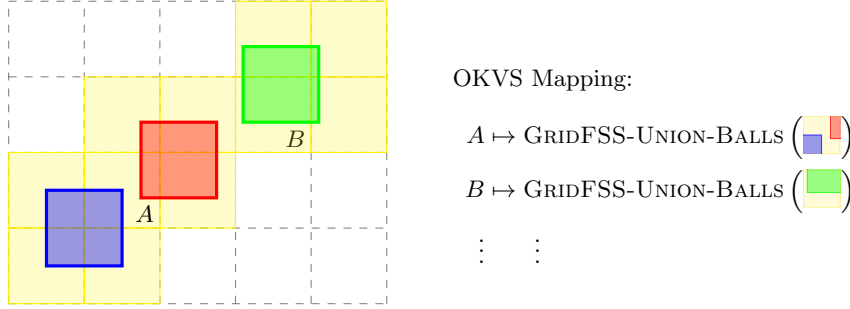 OKVS Mapping:
A ↦ GRIDFSS-UNION-BALLS ( )
B ↦ GRIDFSS-UNION-BALLS ( )
⋮ ⋮
B
A